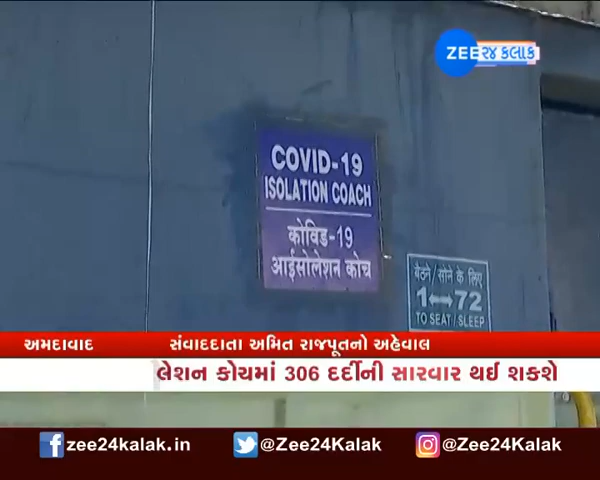 ZEE ૨૪ કલાક
COVID-19
ISOLATION COACH
कोविड-19
आईसोलेशन कोच
बैठने/सोने के लिए
1↔72
TO SEAT/SLEEP
અમદાવાદ
સંવાદદાતા અમિત રાજપૂતનો અહેવાલ
લેશન કોચમાં 306 દર્દીની સારવાર થઈ શકશે
zee24kalak.in
@Zee24Kalak
@Zee24Kalak